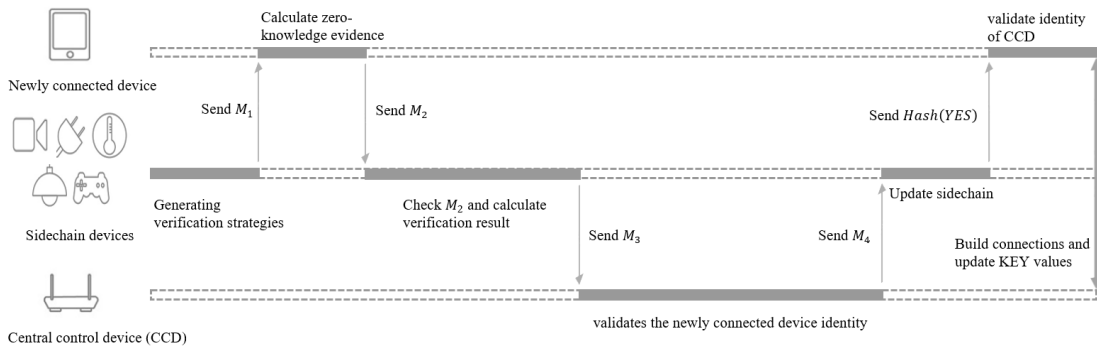 Calculate zero-
knowledge evidence
validate identity
of CCD
Newly connected device
Send M₁
Send M₂
Send Hash(YES)
Generating
verification strategies
Check M₂ and calculate
verification result
Update sidechain
Sidechain devices
Send M₃
Send M₄
Build connections and
update KEY values
validates the newly connected device identity
Central control device (CCD)